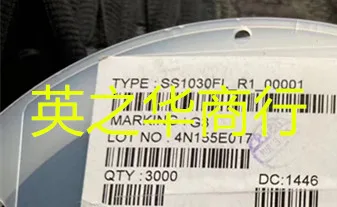 TYPE : SS1030FL_R1_00001
英之华商行
MARKING : G3
LOT NO : 4N155E017
QTY : 3000
DC:1446